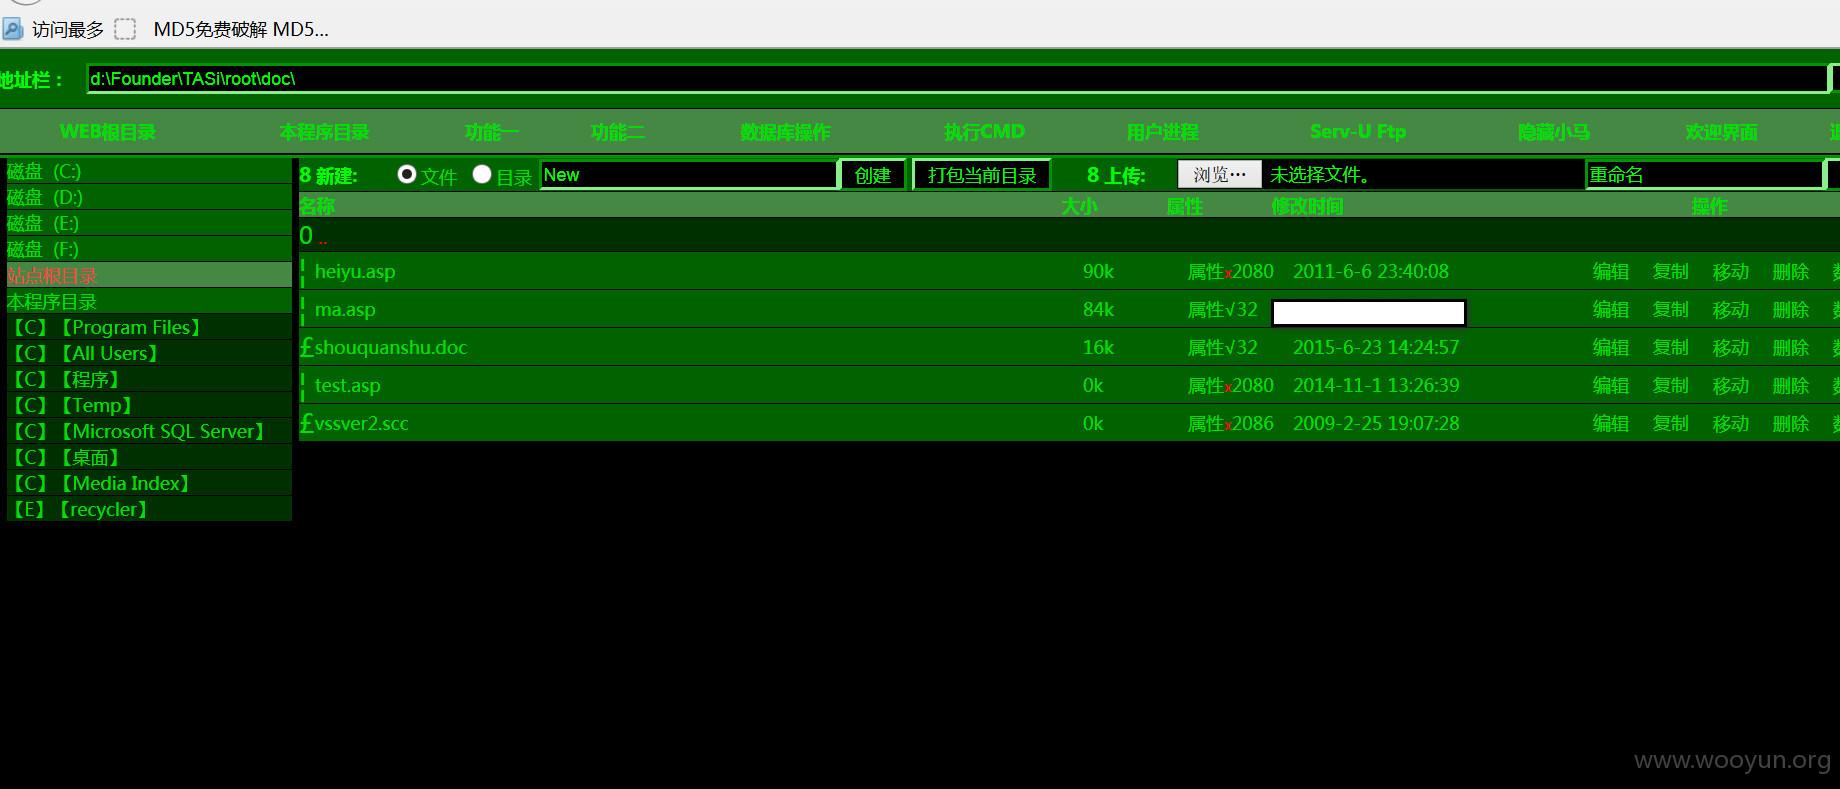 访问最多 MD5免费破解 MD5...
地址栏： d:\Founder\TASi\root\doc\
WEB根目录 本程序目录 功能一 功能二 数据库操作 执行CMD 用户进程 Serv-U Ftp 隐藏小马 欢迎界面
磁盘 (C:) 8 新建: 文件 目录 New 创建 打包当前目录 8 上传: 浏览… 未选择文件。 重命名
磁盘 (D:)
磁盘 (E:)
磁盘 (F:)
站点根目录
本程序目录
【C】【Program Files】
【C】【All Users】
【C】【程序】
【C】【Temp】
【C】【Microsoft SQL Server】
【C】【桌面】
【C】【Media Index】
【E】【recycler】
名称 大小 属性 修改时间 操作
0 ..
¦ heiyu.asp 90k 属性x2080 2011-6-6 23:40:08 编辑 复制 移动 删除
¦ ma.asp 84k 属性√32 编辑 复制 移动 删除
£shouquanshu.doc 16k 属性√32 2015-6-23 14:24:57 编辑 复制 移动 删除
¦ test.asp 0k 属性x2080 2014-11-1 13:26:39 编辑 复制 移动 删除
£vssver2.scc 0k 属性x2086 2009-2-25 19:07:28 编辑 复制 移动 删除
www.wooyun.org